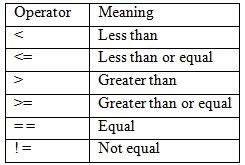 Operator Meaning
< Less than
<= Less than or equal
> Greater than
>= Greater than or equal
== Equal
!= Not equal